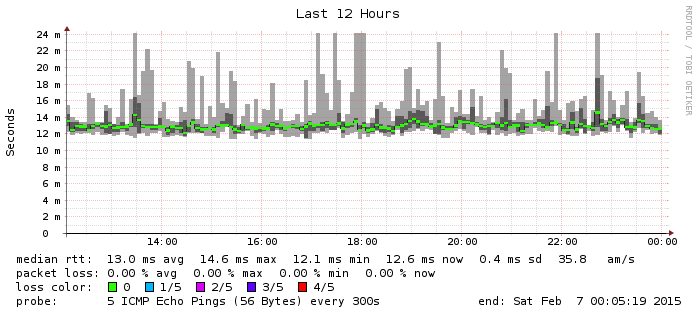 Last 12 Hours
RRDTOOL / TOBI OETIKER
Seconds
24 m
22 m
20 m
18 m
16 m
14 m
12 m
10 m
8 m
6 m
4 m
2 m
0
14:00 16:00 18:00 20:00 22:00 00:00
median rtt: 13.0 ms avg 14.6 ms max 12.1 ms min 12.6 ms now 0.4 ms sd 35.8 am/s
packet loss: 0.00 % avg 0.00 % max 0.00 % min 0.00 % now
loss color: 0 1/5 2/5 3/5 4/5
probe: 5 ICMP Echo Pings (56 Bytes) every 300s end: Sat Feb 7 00:05:19 2015